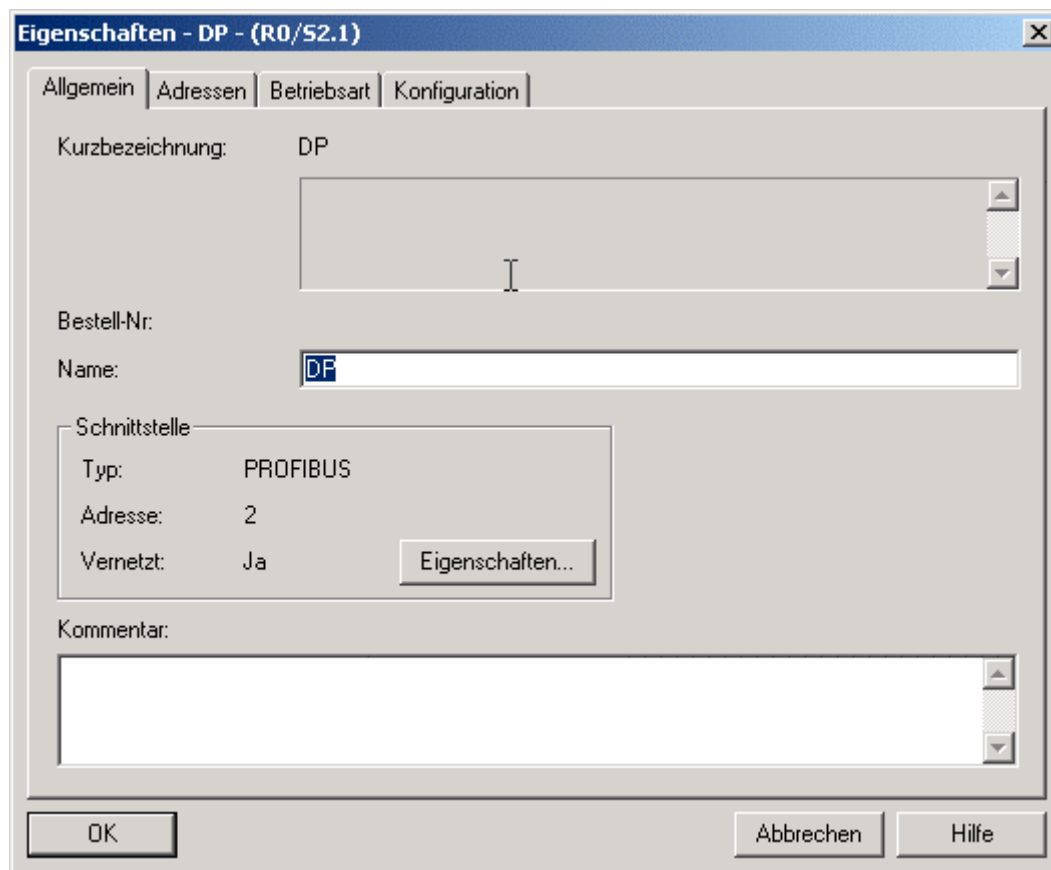 Eigenschaften - DP - (R0/S2.1)
Allgemein Adressen Betriebsart Konfiguration
Kurzbezeichnung: DP
Bestell-Nr:
Name: DP
Schnittstelle
Typ: PROFIBUS
Adresse: 2
Vernetzt: Ja Eigenschaften...
Kommentar:
OK Abbrechen Hilfe